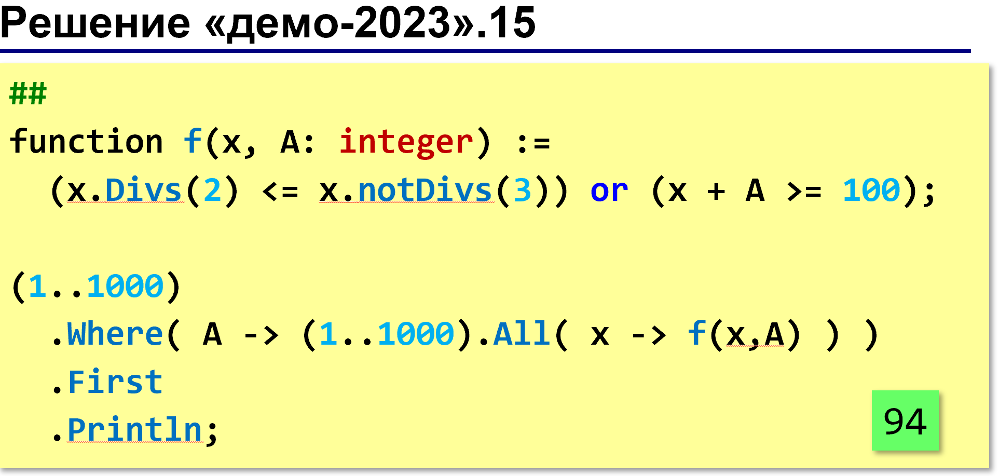 Решение «демо-2023».15
##
function f(x, A: integer) :=
(x.Divs(2) <= x.notDivs(3)) or (x + A >= 100);
(1..1000)
.Where( A -> (1..1000).All( x -> f(x,A) ) )
.First
.Println;
94